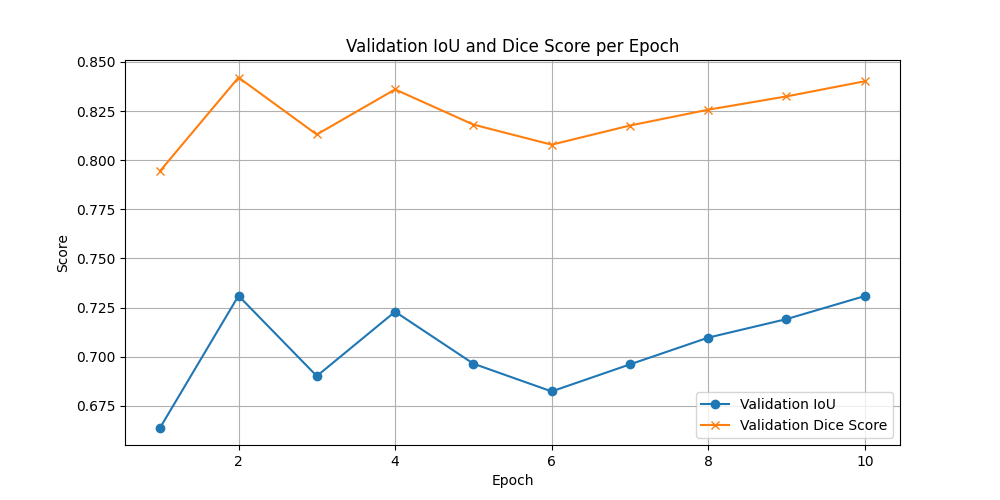 Validation IoU and Dice Score per Epoch
0.850
0.825
0.800
0.775
0.750
0.725
0.700
0.675
Score
Validation IoU
Validation Dice Score
2 4 6 8 10
Epoch